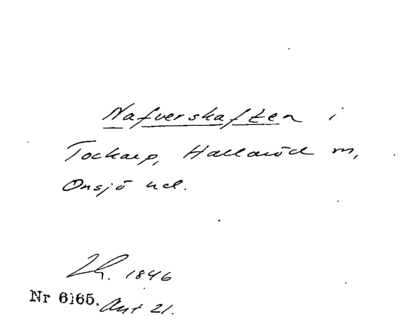 Nafverskaften i
Tockarp, Hallaröd m,
Onsjö hd.
1846
Nr 6165. Aut 21.